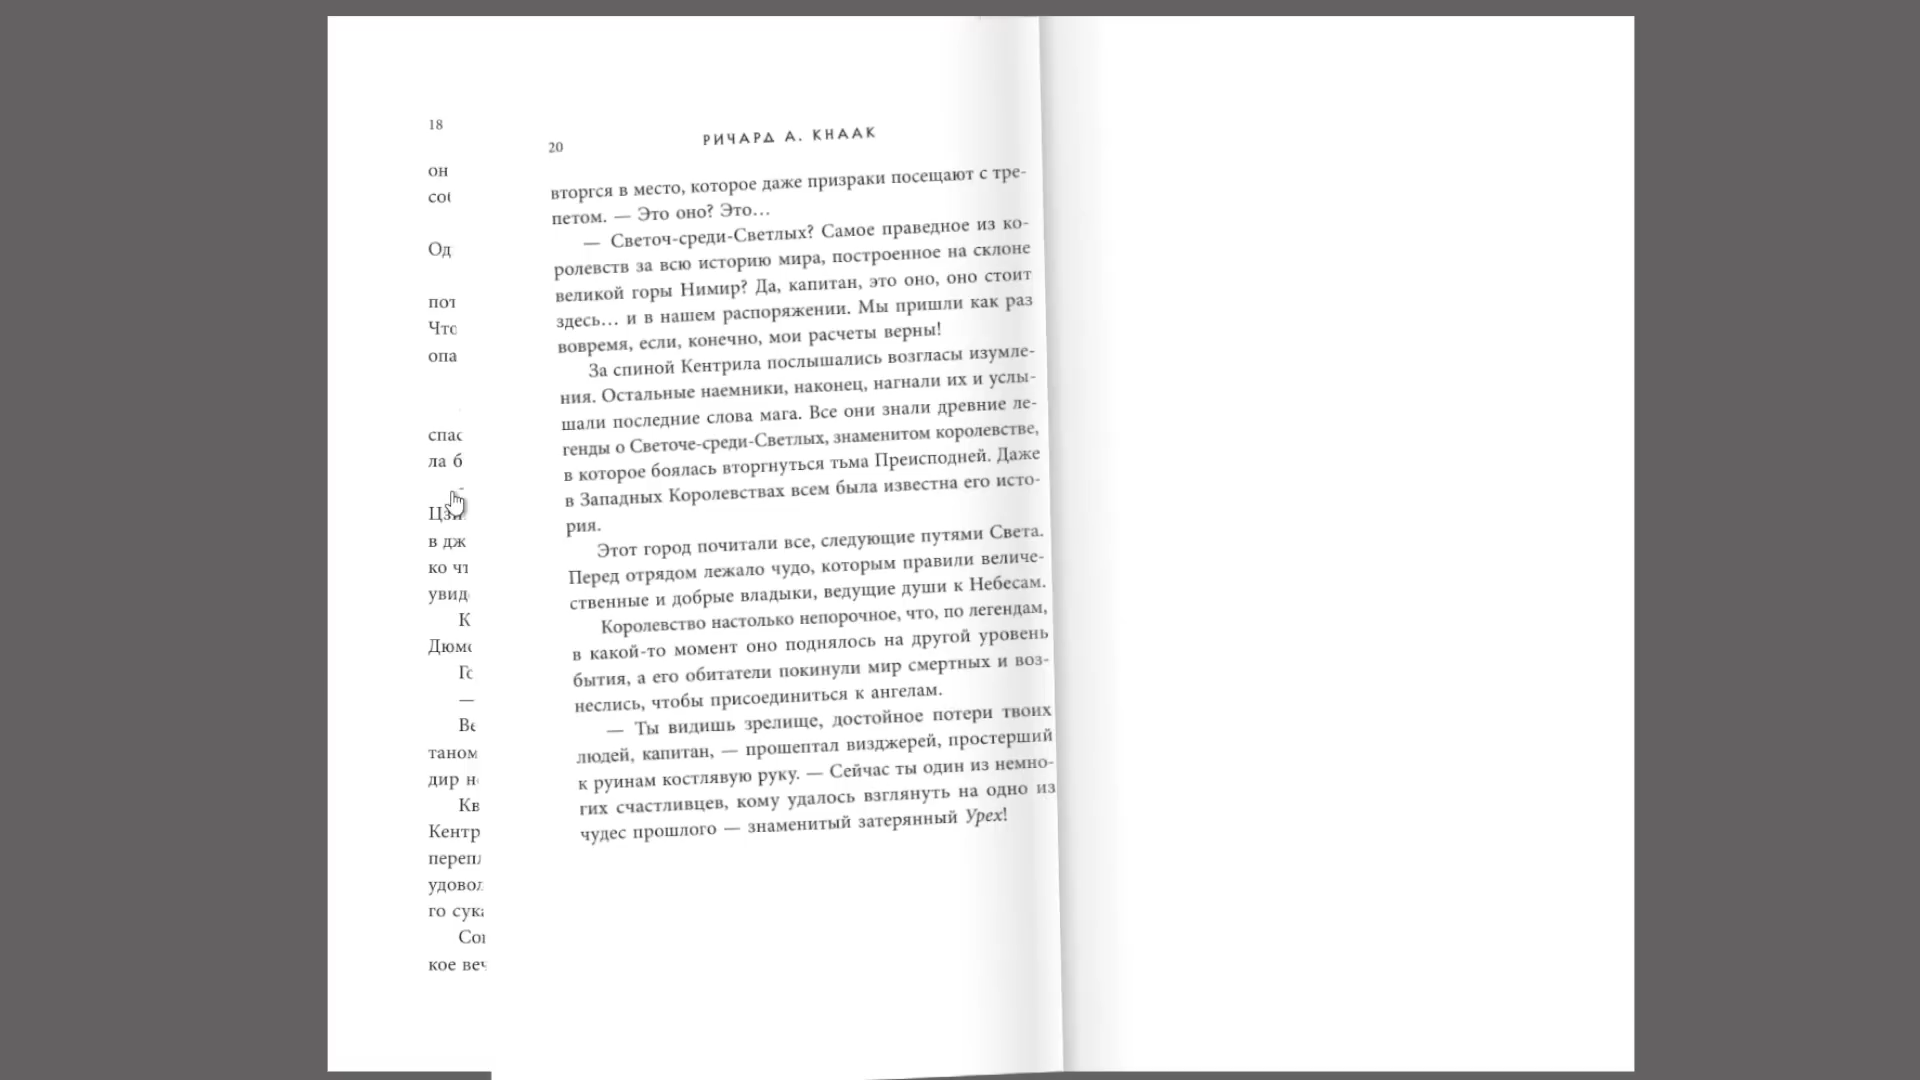 18
он
Од
Что
ла б
в дж
К
—
Кв
20
РИЧАРД А. КНААК
вторгся в место, которое даже призраки посещают с тре-
петом. — Это оно? Это…
— Светоч-среди-Светлых? Самое праведное из ко-
ролевств за всю историю мира, построенное на склоне
великой горы Нимир? Да, капитан, это оно, оно стоит
здесь… и в нашем распоряжении. Мы пришли как раз
вовремя, если, конечно, мои расчеты верны!
За спиной Кентрила послышались возгласы изумле-
ния. Остальные наемники, наконец, нагнали их и услы-
шали последние слова мага. Все они знали древние ле-
генды о Светоче-среди-Светлых, знаменитом королевстве,
в которое боялась вторгнуться тьма Преисподней. Даже
в Западных Королевствах всем была известна его исто-
рия.
Этот город почитали все, следующие путями Света.
Перед отрядом лежало чудо, которым правили величе-
ственные и добрые владыки, ведущие души к Небесам.
Королевство настолько непорочное, что, по легендам,
в какой-то момент оно поднялось на другой уровень
бытия, а его обитатели покинули мир смертных и воз-
неслись, чтобы присоединиться к ангелам.
— Ты видишь зрелище, достойное потери твоих
людей, капитан, — прошептал визджерей, простерший
к руинам костлявую руку. — Сейчас ты один из немно-
гих счастливцев, кому удалось взглянуть на одно из
чудес прошлого — знаменитый затерянный Урех!